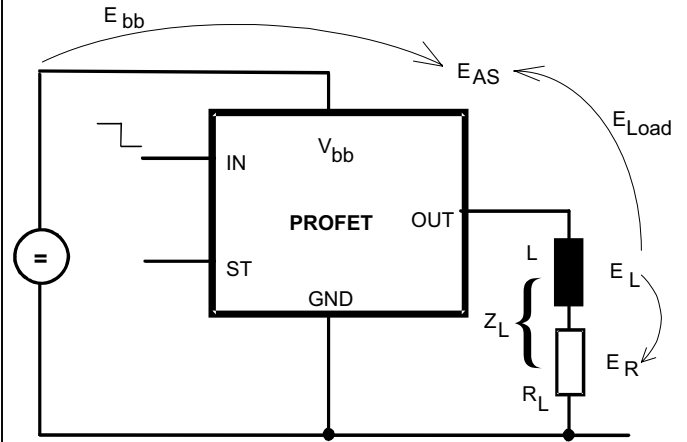 E bb
E AS
E Load
V bb
IN
PROFET
OUT
L
E L
ST
GND
Z L
E R
R L
=